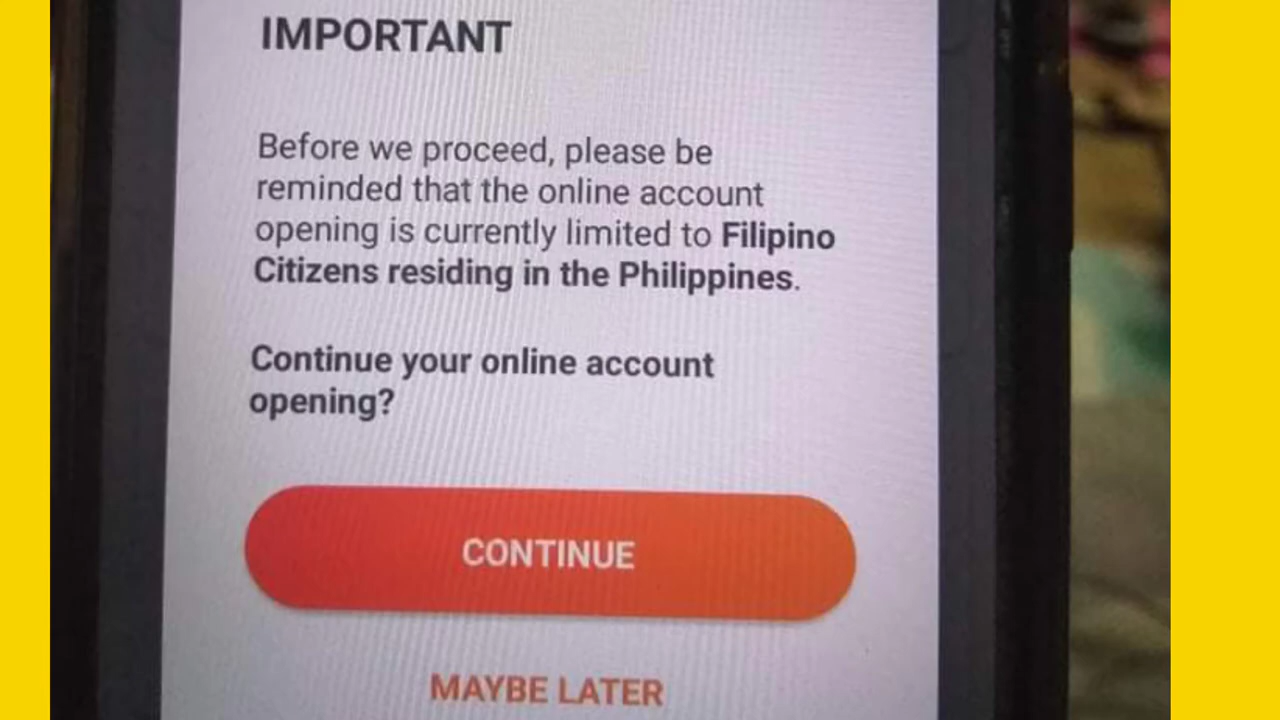 IMPORTANT
Before we proceed, please be
reminded that the online account
opening is currently limited to Filipino
Citizens residing in the Philippines.
Continue your online account
opening?
CONTINUE
MAYBE LATER